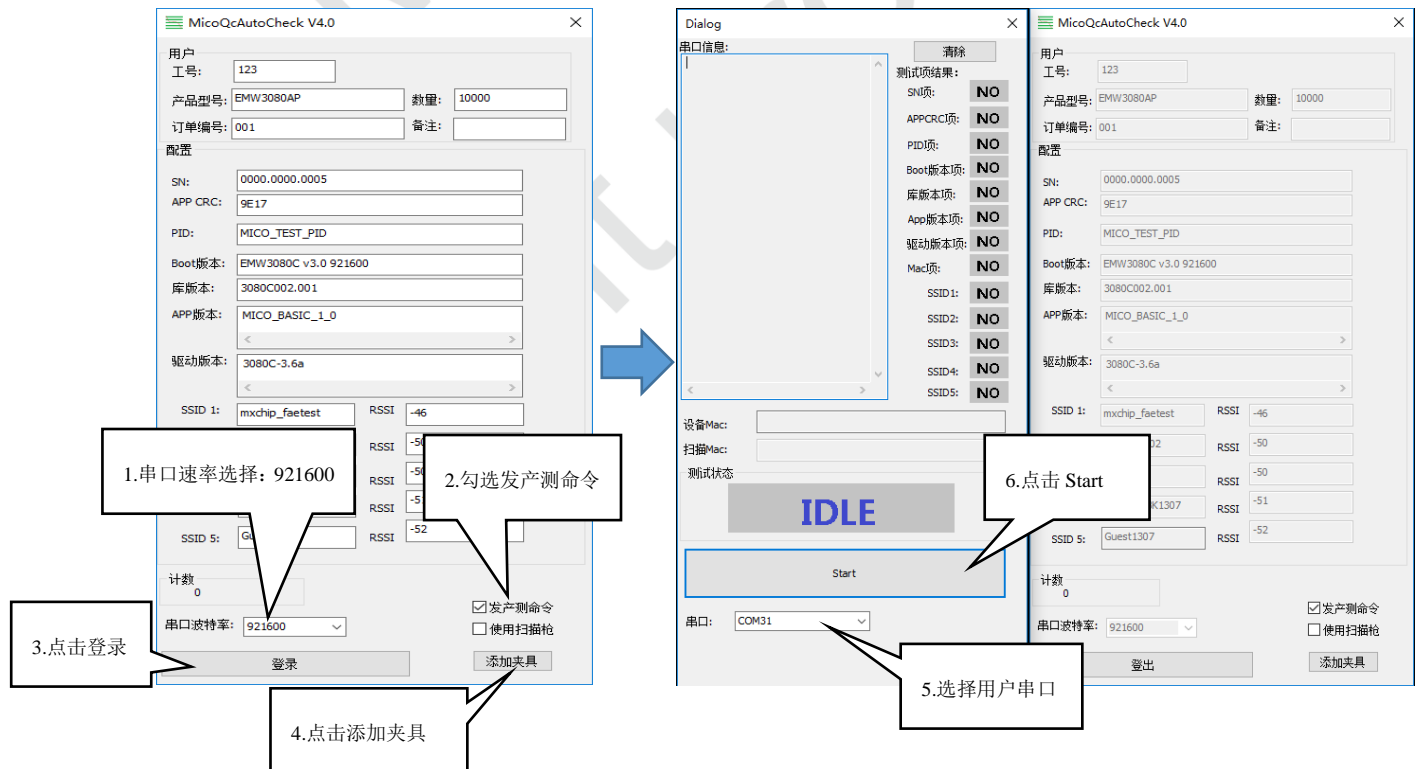 MicoQcAutoCheck V4.0
用户
工号: 123
产品型号: EMW3080AP 数量: 10000
订单编号: 001 备注:
配置
SN: 0000.0000.0005
APP CRC: 9E17
PID: MICO_TEST_PID
Boot版本: EMW3080C v3.0 921600
库版本: 3080C002.001
APP版本: MICO_BASIC_1_0
驱动版本: 3080C-3.6a
SSID 1: mxchip_faetest RSSI -46
RSSI
RSSI
RSSI
SSID 5: RSSI -52
计数
0
发产测命令
串口波特率: 921600 使用扫描枪
登录 添加夹具
1.串口速率选择：921600
2.勾选发产测命令
3.点击登录
4.点击添加夹具
Dialog
串口信息: 清除
测试项结果:
SN项: NO
APPCRC项: NO
PID项: NO
Boot版本项: NO
库版本项: NO
App版本项: NO
驱动版本项: NO
Mac项: NO
SSID1: NO
SSID2: NO
SSID3: NO
SSID4: NO
SSID5: NO
设备Mac:
扫描Mac:
测试状态
IDLE
Start
串口: COM31
5.选择用户串口
6.点击 Start
MicoQcAutoCheck V4.0
用户
工号: 123
产品型号: EMW3080AP 数量: 10000
订单编号: 001 备注:
配置
SN: 0000.0000.0005
APP CRC: 9E17
PID: MICO_TEST_PID
Boot版本: EMW3080C v3.0 921600
库版本: 3080C002.001
APP版本: MICO_BASIC_1_0
驱动版本: 3080C-3.6a
SSID 1: mxchip_faetest RSSI -46
RSSI -50
RSSI -50
K1307 RSSI -51
SSID 5: Guest1307 RSSI -52
计数
0
发产测命令
串口波特率: 921600 使用扫描枪
登出 添加夹具